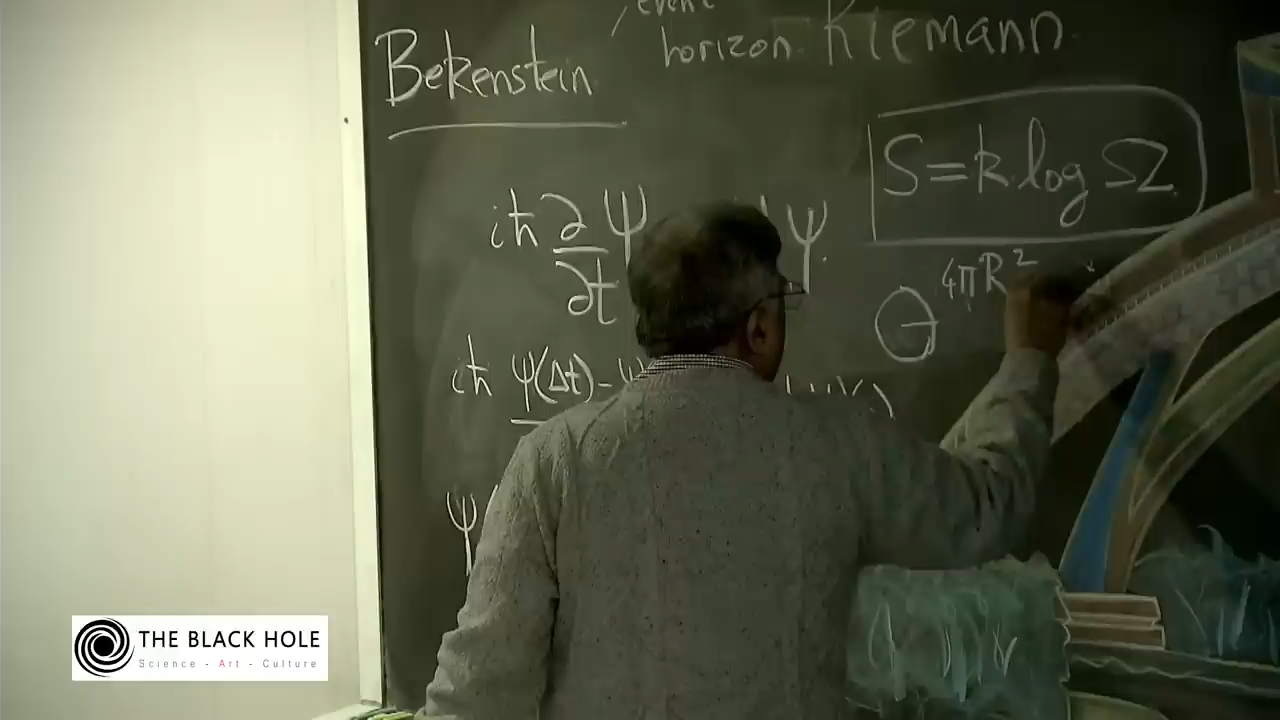 event
horizon Riemann
Bekenstein
S=k log Ω
iħ ∂/∂t Ψ Ψ
e^4πR²
iħ Ψ(Δt)-Ψ
Ψ
THE BLACK HOLE
Science - Art - Culture